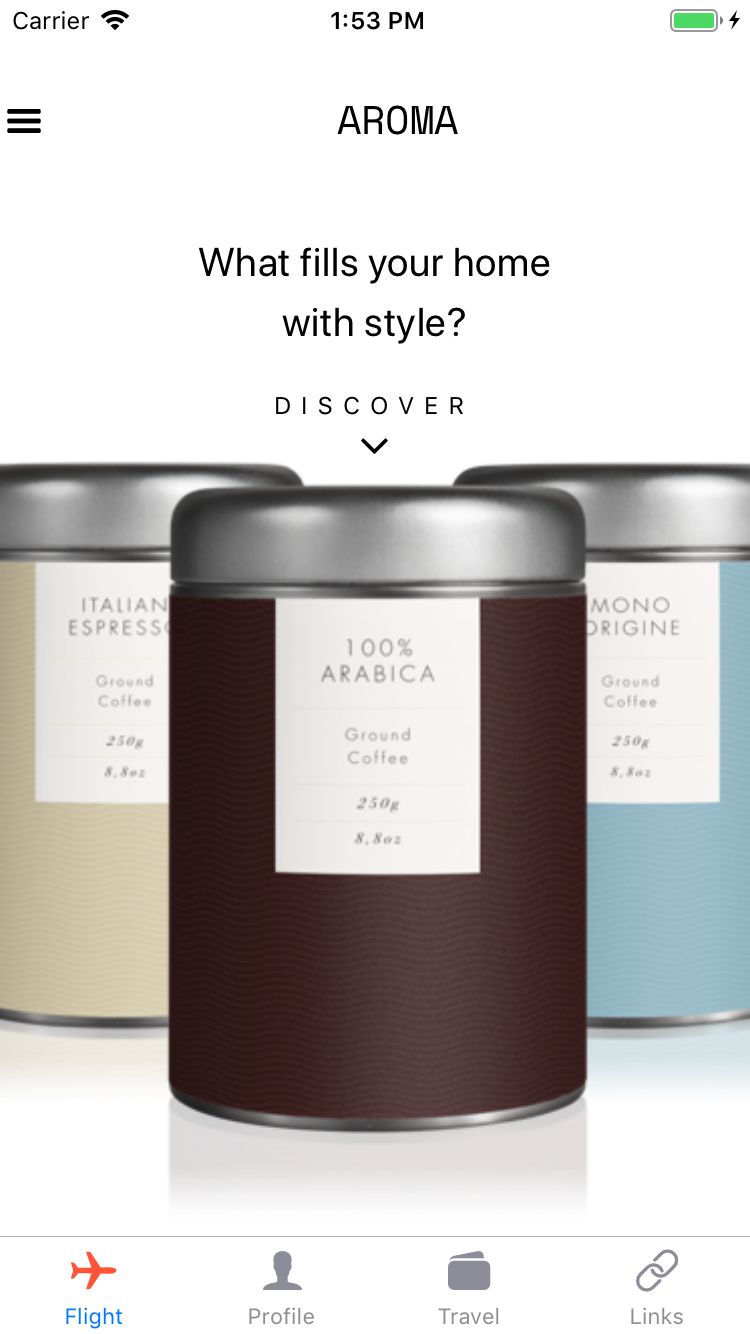 Carrier
1:53 PM
AROMA
What fills your home
with style?
DISCOVER
ITALIAN
ESPRESSO
Ground
Coffee
250g
8,8oz
100%
ARABICA
Ground
Coffee
250g
8,8oz
MONO
ORIGINE
Ground
Coffee
250g
8,8oz
Flight
Profile
Travel
Links